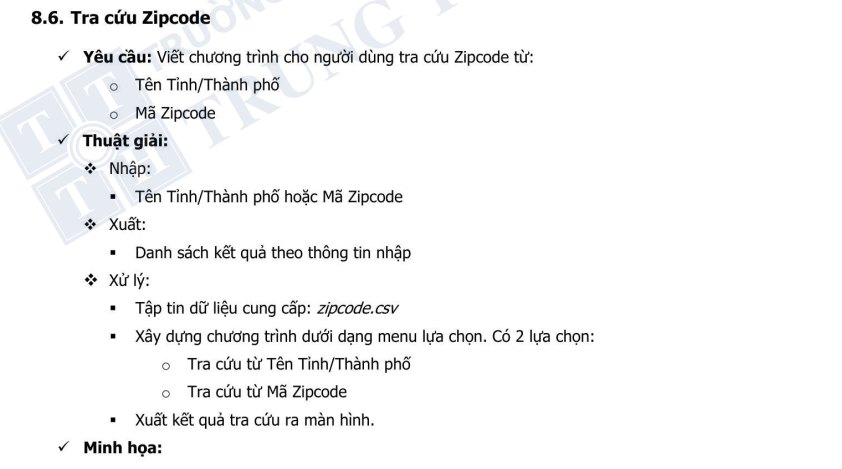 8.6. Tra cứu Zipcode
✓ Yêu cầu: Viết chương trình cho người dùng tra cứu Zipcode từ:
o Tên Tỉnh/Thành phố
o Mã Zipcode
✓ Thuật giải:
❖ Nhập:
▪ Tên Tỉnh/Thành phố hoặc Mã Zipcode
❖ Xuất:
▪ Danh sách kết quả theo thông tin nhập
❖ Xử lý:
▪ Tập tin dữ liệu cung cấp: zipcode.csv
▪ Xây dựng chương trình dưới dạng menu lựa chọn. Có 2 lựa chọn:
o Tra cứu từ Tên Tỉnh/Thành phố
o Tra cứu từ Mã Zipcode
▪ Xuất kết quả tra cứu ra màn hình.
✓ Minh họa:
TRUNG T
T T
T H